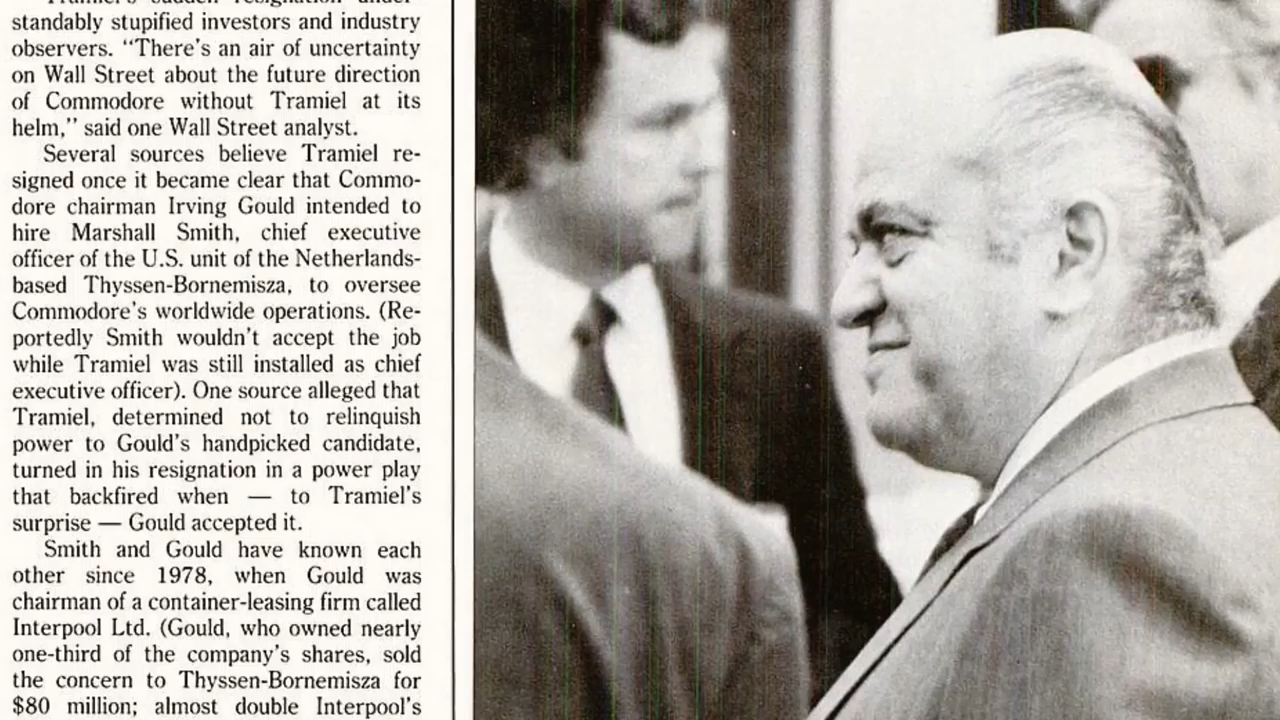 standably stupified investors and industry
observers. “There’s an air of uncertainty
on Wall Street about the future direction
of Commodore without Tramiel at its
helm,” said one Wall Street analyst.
Several sources believe Tramiel re-
signed once it became clear that Commo-
dore chairman Irving Gould intended to
hire Marshall Smith, chief executive
officer of the U.S. unit of the Netherlands-
based Thyssen-Bornemisza, to oversee
Commodore’s worldwide operations. (Re-
portedly Smith wouldn’t accept the job
while Tramiel was still installed as chief
executive officer). One source alleged that
Tramiel, determined not to relinquish
power to Gould’s handpicked candidate,
turned in his resignation in a power play
that backfired when — to Tramiel’s
surprise — Gould accepted it.
Smith and Gould have known each
other since 1978, when Gould was
chairman of a container-leasing firm called
Interpool Ltd. (Gould, who owned nearly
one-third of the company’s shares, sold
the concern to Thyssen-Bornemisza for
$80 million; almost double Interpool’s